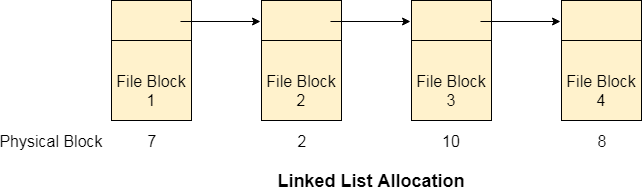 File Block
1
File Block
2
File Block
3
File Block
4
Physical Block 7 2 10 8
Linked List Allocation